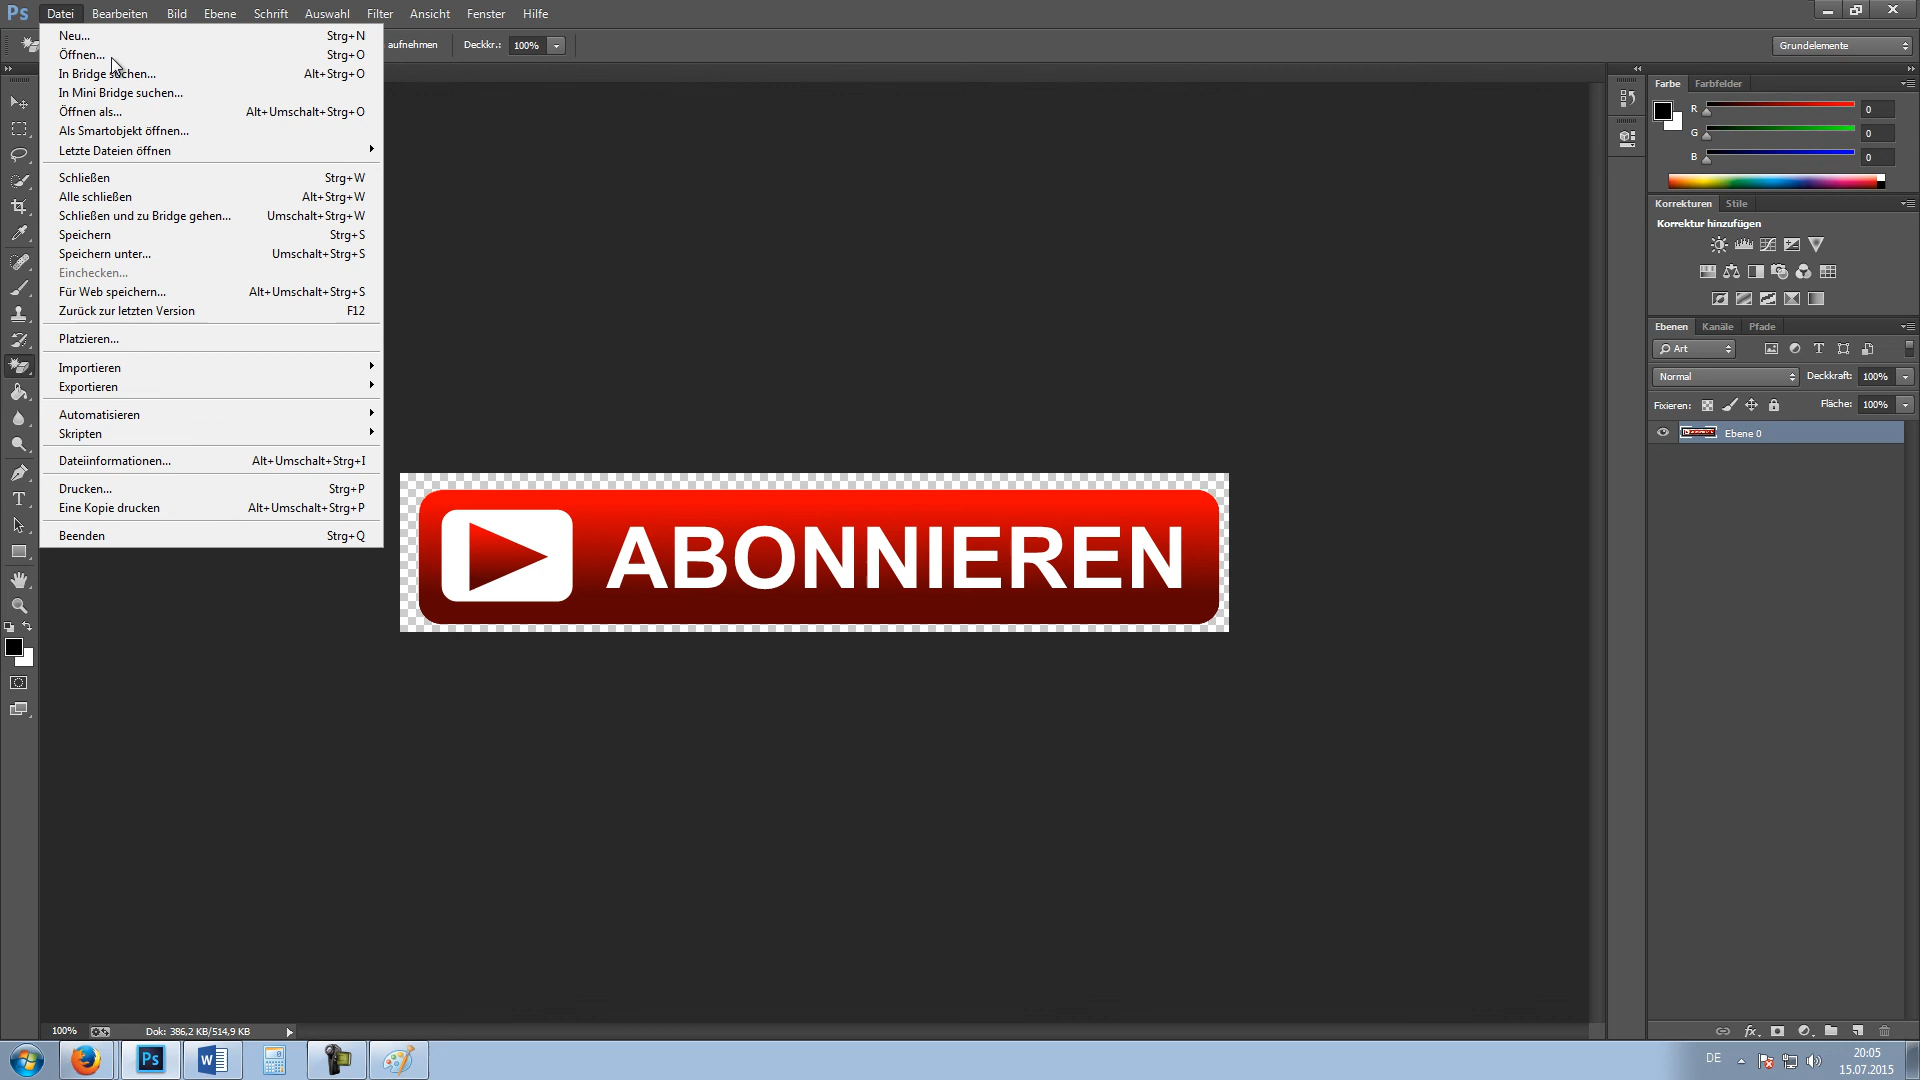 Ps Datei Bearbeiten Bild Ebene Schrift Auswahl Filter Ansicht Fenster Hilfe
aufnehmen Deckkr.: 100% Grundelemente
Neu... Strg+N
Öffnen... Strg+O
In Bridge suchen... Alt+Strg+O
In Mini Bridge suchen...
Öffnen als... Alt+Umschalt+Strg+O
Als Smartobjekt öffnen...
Letzte Dateien öffnen
Schließen Strg+W
Alle schließen Alt+Strg+W
Schließen und zu Bridge gehen... Umschalt+Strg+W
Speichern Strg+S
Speichern unter... Umschalt+Strg+S
Einchecken...
Für Web speichern... Alt+Umschalt+Strg+S
Zurück zur letzten Version F12
Platzieren...
Importieren
Exportieren
Automatisieren
Skripten
Dateiinformationen... Alt+Umschalt+Strg+I
Drucken... Strg+P
Eine Kopie drucken Alt+Umschalt+Strg+P
Beenden Strg+Q
ABONNIEREN
Farbe Farbfelder
R 0
G 0
B 0
Korrekturen Stile
Korrektur hinzufügen
Ebenen Kanäle Pfade
Art
Normal Deckkraft: 100%
Fixieren: Fläche: 100%
Ebene 0
fx
100% Dok: 386,2 KB/514,9 KB
Ps W DE 20:05
15.07.2015